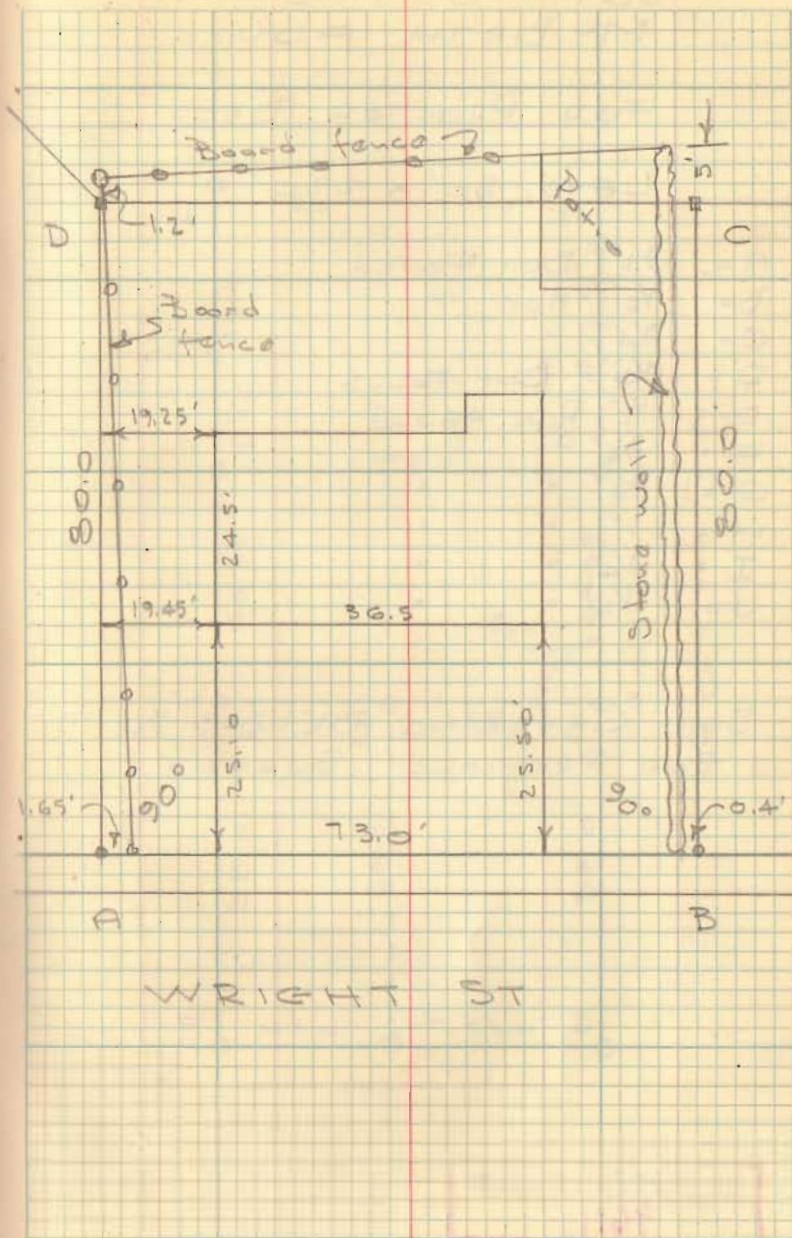 Board fence
5'
Patio
1.2'
D
C
Board
fence
19.25'
80.0
24.5'
Stone wall
80.0
19.45'
36.5
25.10
25.50'
90°
90°
1.65'
73.0'
0.4'
A
B
WRIGHT ST